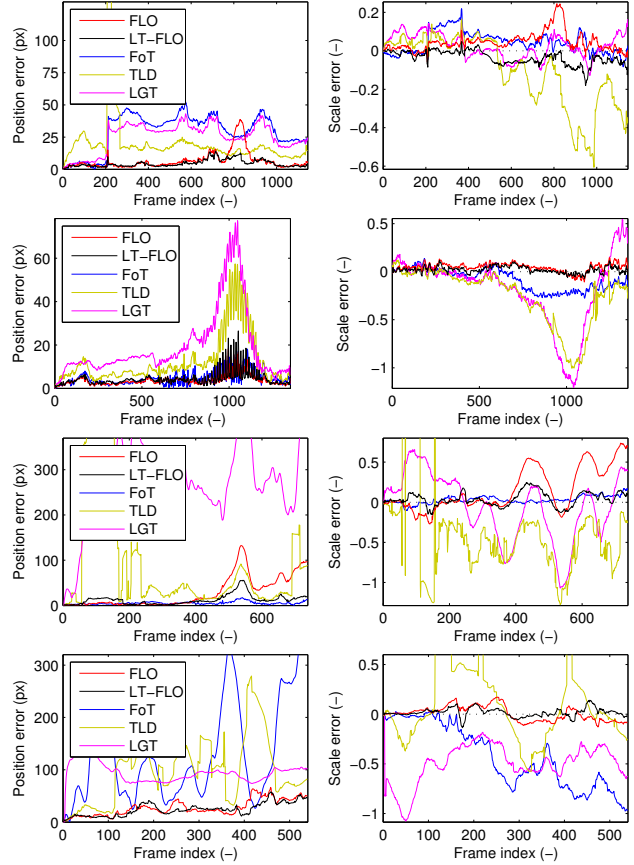 Position error (px)
125
100
75
50
25
0
FLO
LT−FLO
FoT
TLD
LGT
0 200 400 600 800 1000
Frame index (−)
Scale error (−)
0.2
0
−0.2
−0.4
−0.6
0 200 400 600 800 1000
Frame index (−)
Position error (px)
60
40
20
0
FLO
LT−FLO
FoT
TLD
LGT
0 500 1000
Frame index (−)
Scale error (−)
0.5
0
−0.5
−1
0 500 1000
Frame index (−)
Position error (px)
300
200
100
0
FLO
LT−FLO
FoT
TLD
LGT
0 200 400 600
Frame index (−)
Scale error (−)
0.5
0
−0.5
−1
0 200 400 600
Frame index (−)
Position error (px)
300
200
100
0
FLO
LT−FLO
FoT
TLD
LGT
0 100 200 300 400 500
Frame index (−)
Scale error (−)
0.5
0
−0.5
−1
0 100 200 300 400 500
Frame index (−)